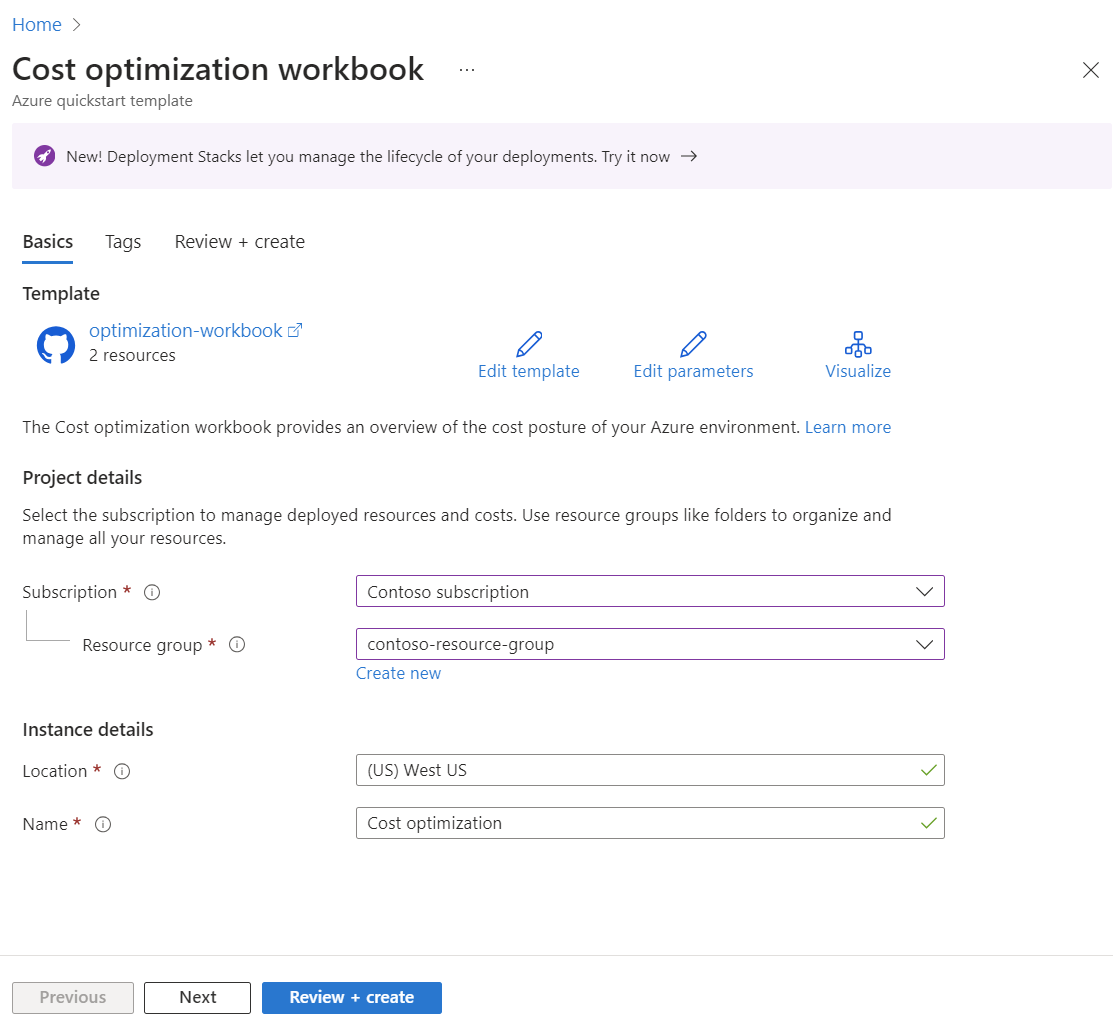 Home
Cost optimization workbook ...
Azure quickstart template
New! Deployment Stacks let you manage the lifecycle of your deployments. Try it now →
Basics Tags Review + create
Template
optimization-workbook
2 resources
Edit template Edit parameters Visualize
The Cost optimization workbook provides an overview of the cost posture of your Azure environment. Learn more
Project details
Select the subscription to manage deployed resources and costs. Use resource groups like folders to organize and
manage all your resources.
Subscription * Contoso subscription
Resource group * contoso-resource-group
Create new
Instance details
Location * (US) West US
Name * Cost optimization
Previous Next Review + create